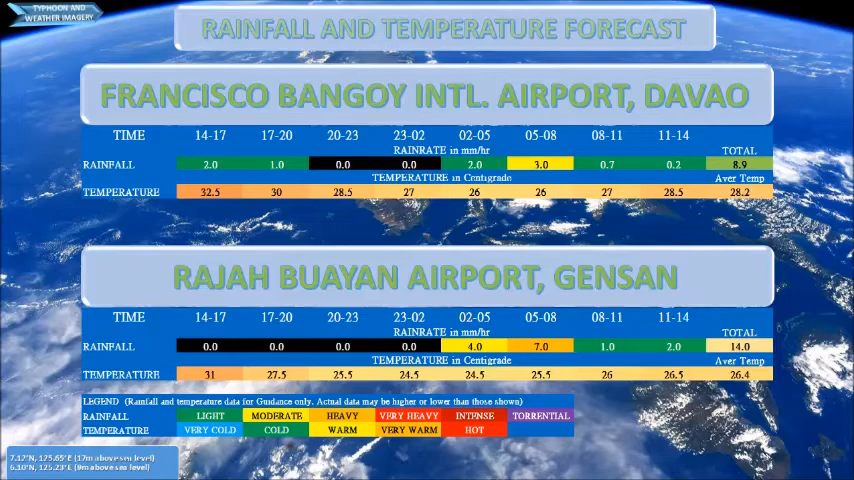 TYPHOON AND
WEATHER IMAGERY
RAINFALL AND TEMPERATURE FORECAST
FRANCISCO BANGOY INTL. AIRPORT, DAVAO
TIME 14-17 17-20 20-23 23-02 02-05 05-08 08-11 11-14
RAINRATE in mm/hr TOTAL
RAINFALL 2.0 1.0 0.0 0.0 2.0 3.0 0.7 0.2 8.9
TEMPERATURE in Centigrade Aver Temp
TEMPERATURE 32.5 30 28.5 27 26 26 27 28.5 28.2
RAJAH BUAYAN AIRPORT, GENSAN
TIME 14-17 17-20 20-23 23-02 02-05 05-08 08-11 11-14
RAINRATE in mm/hr TOTAL
RAINFALL 0.0 0.0 0.0 0.0 4.0 7.0 1.0 2.0 14.0
TEMPERATURE in Centigrade Aver Temp
TEMPERATURE 31 27.5 25.5 24.5 24.5 25.5 26 26.5 26.4
LEGEND (Rainfall and temperature data for Guidance only. Actual data may be higher or lower than those shown)
RAINFALL LIGHT MODERATE HEAVY VERY HEAVY INTENSE TORRENTIAL
TEMPERATURE VERY COLD COLD WARM VERY WARM HOT
7.12°N, 125.65°E (17m above sea level)
6.10°N, 125.23°E (9m above sea level)